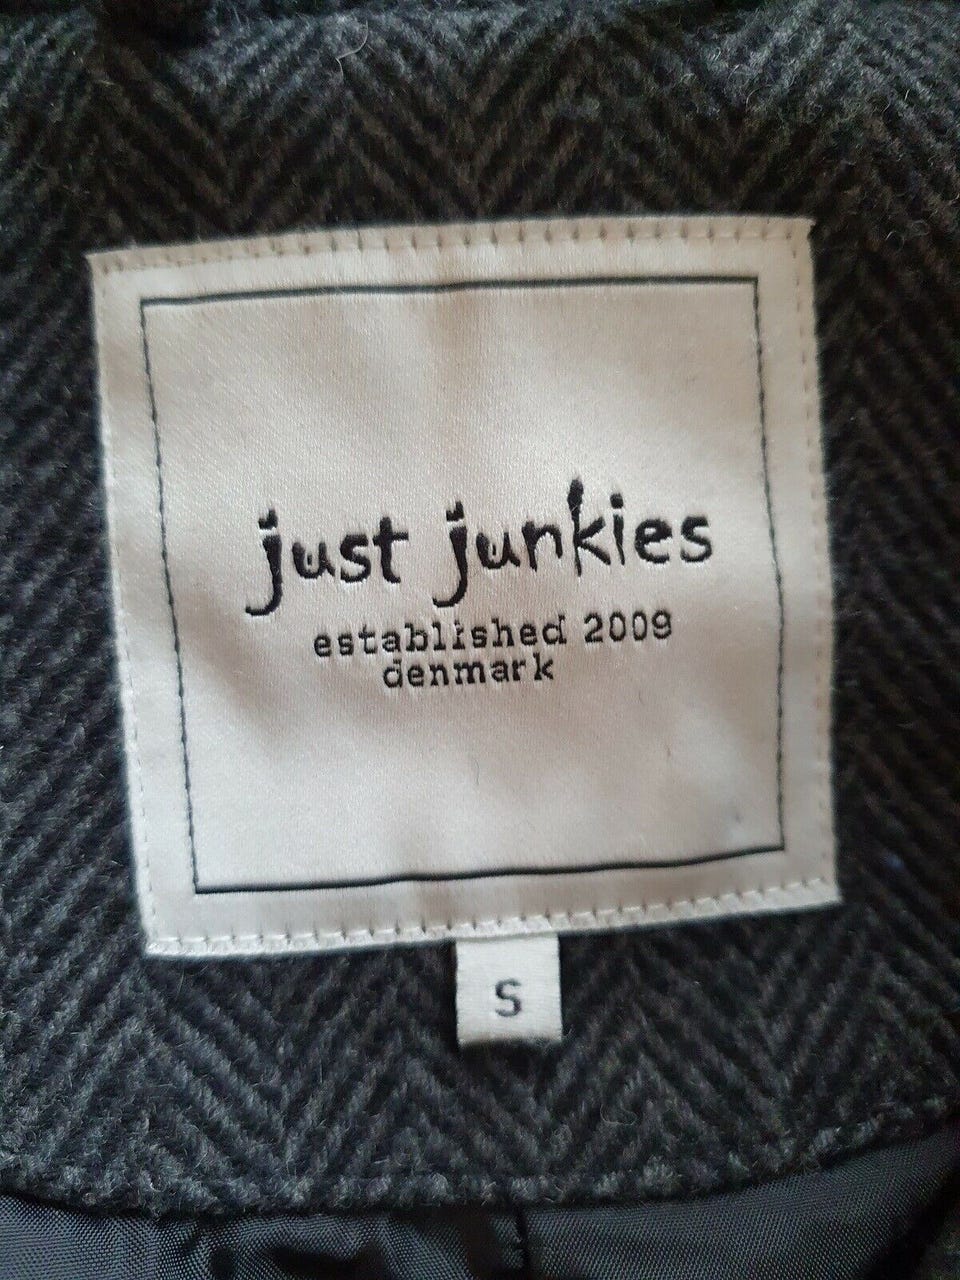 just junkies
established 2009
denmark
S